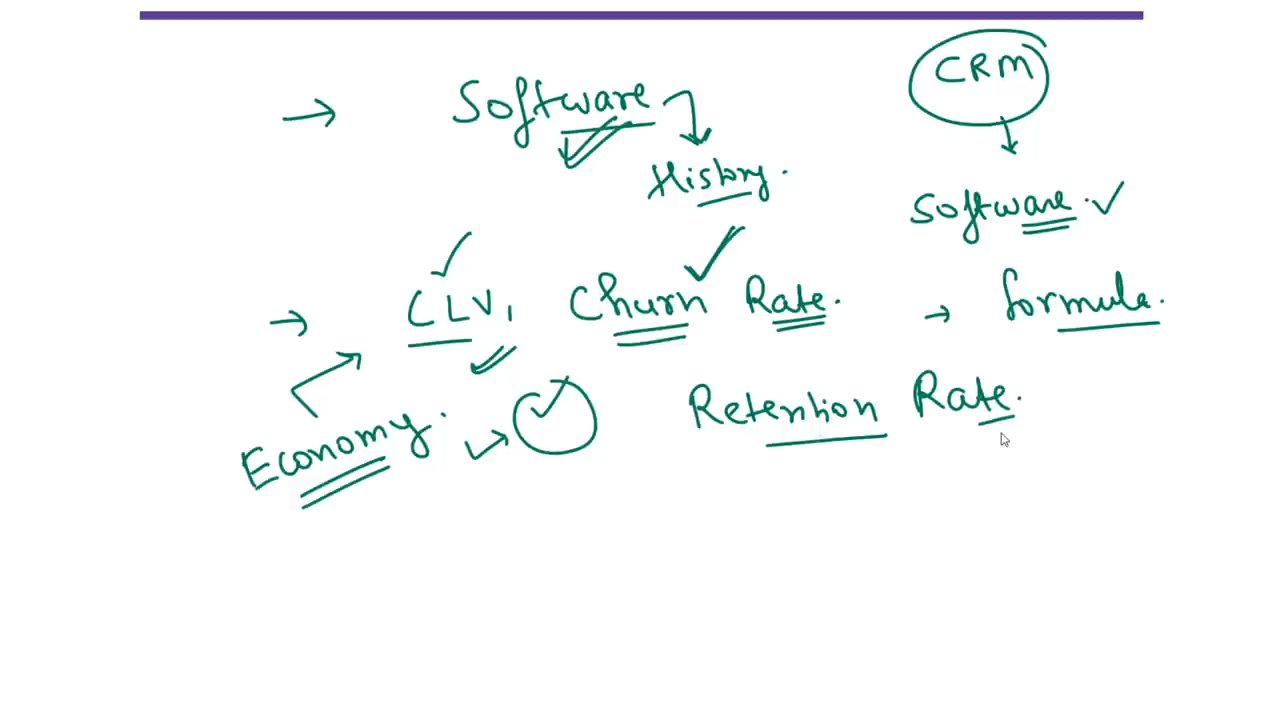 CRM
→ Software
History.
Software. ✓
→ CLV, Churn Rate. → formula.
Retention Rate.
Economy.